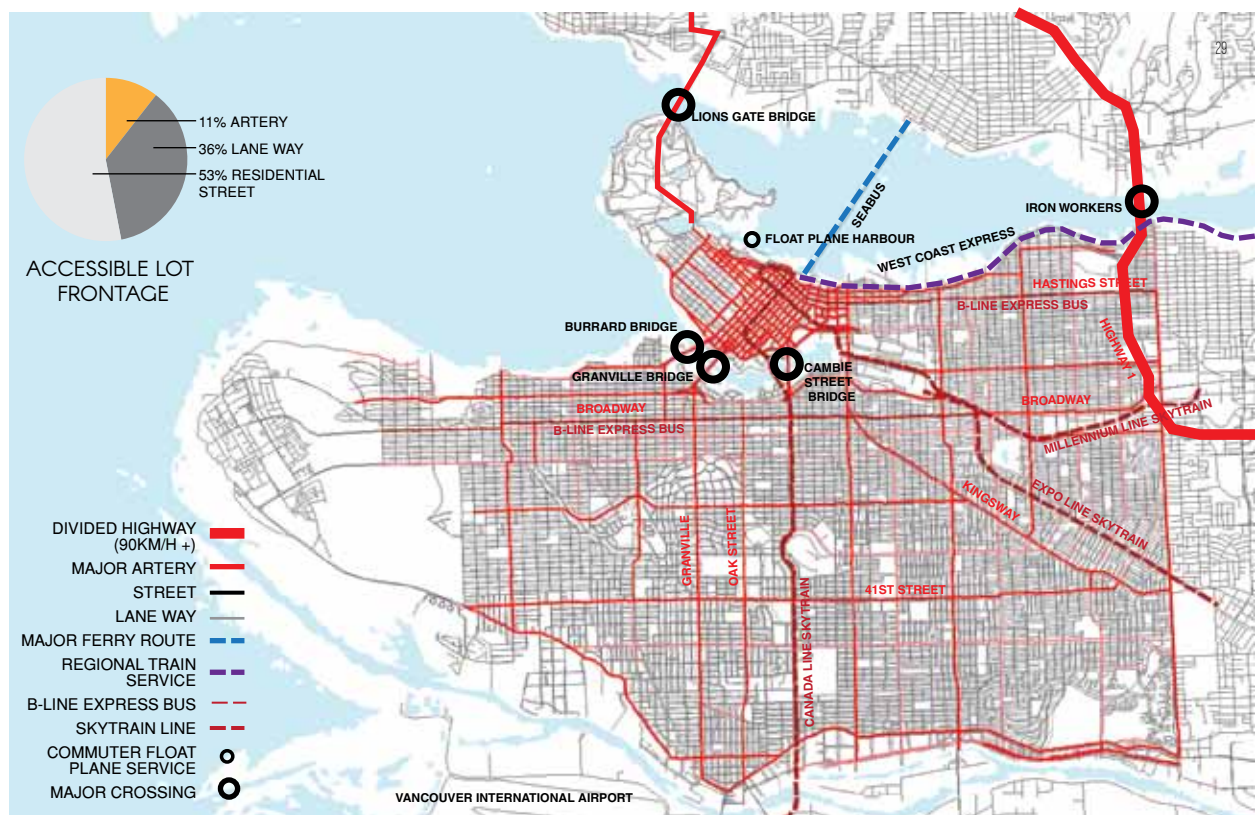 29
11% ARTERY
36% LANE WAY
53% RESIDENTIAL
STREET
ACCESSIBLE LOT
FRONTAGE
LIONS GATE BRIDGE
SEABUS
IRON WORKERS
FLOAT PLANE HARBOUR
WEST COAST EXPRESS
HASTINGS STREET
B-LINE EXPRESS BUS
HIGHWAY 1
BURRARD BRIDGE
GRANVILLE BRIDGE
CAMBIE
STREET
BRIDGE
BROADWAY
B-LINE EXPRESS BUS
BROADWAY
MILLENNIUM LINE SKYTRAIN
EXPO LINE SKYTRAIN
KINGSWAY
GRANVILLE
OAK STREET
41ST STREET
CANADA LINE SKYTRAIN
DIVIDED HIGHWAY
(90KM/H +)
MAJOR ARTERY
STREET
LANE WAY
MAJOR FERRY ROUTE
REGIONAL TRAIN
SERVICE
B-LINE EXPRESS BUS
SKYTRAIN LINE
COMMUTER FLOAT
PLANE SERVICE
MAJOR CROSSING
VANCOUVER INTERNATIONAL AIRPORT